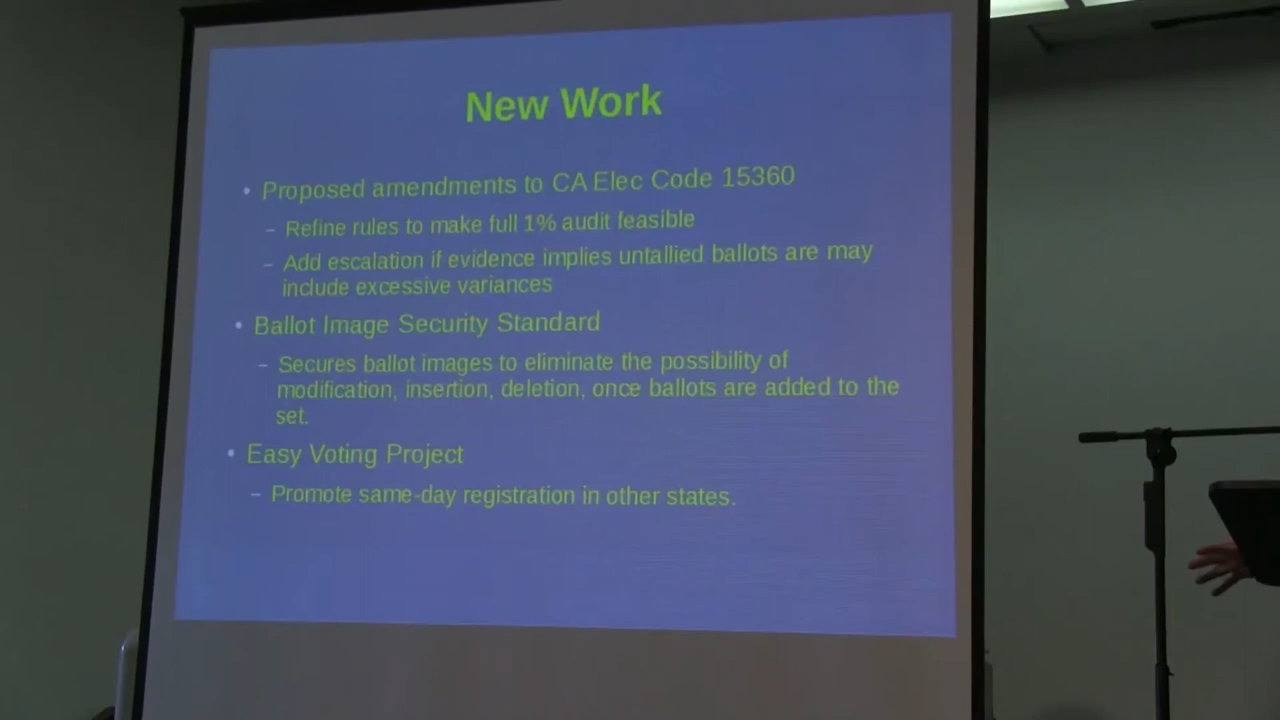 New Work
• Proposed amendments to CA Elec Code 15360
– Refine rules to make full 1% audit feasible
– Add escalation if evidence implies untallied ballots are may
include excessive variances
• Ballot Image Security Standard
– Secures ballot images to eliminate the possibility of
modification, insertion, deletion, once ballots are added to the
set.
• Easy Voting Project
– Promote same-day registration in other states.